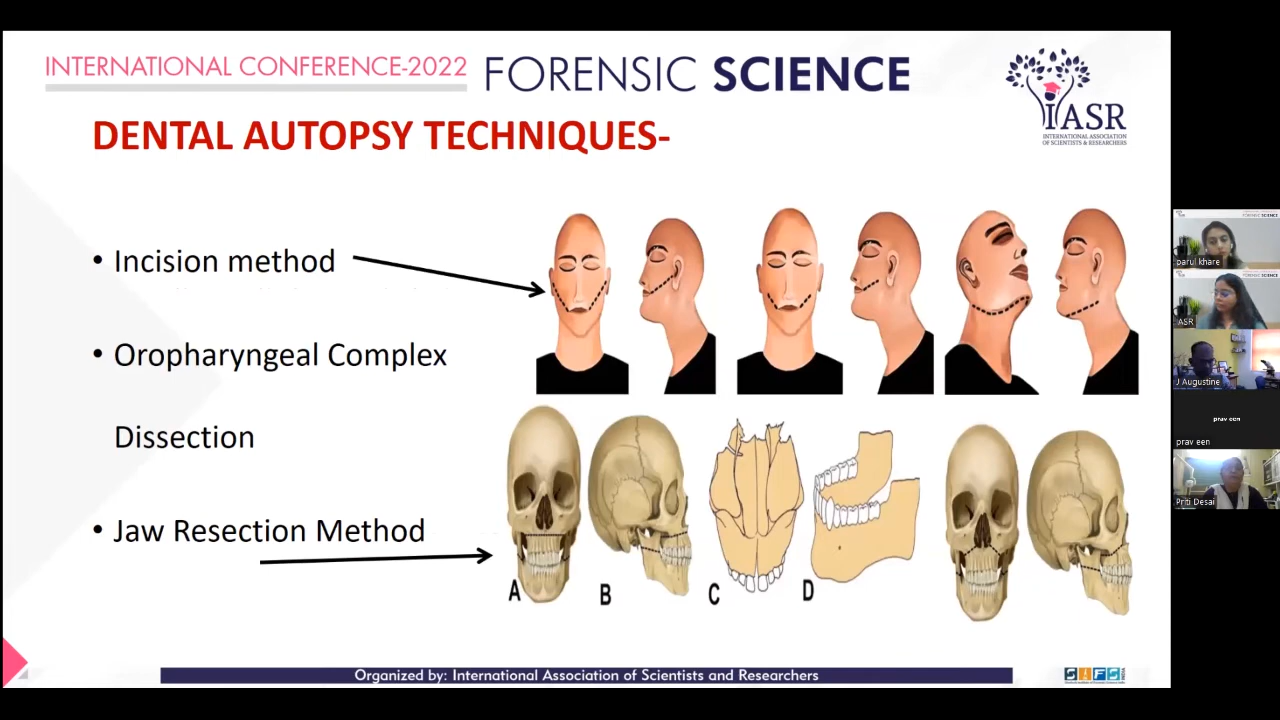 INTERNATIONAL CONFERENCE-2022 FORENSIC SCIENCE
IASR
INTERNATIONAL ASSOCIATION
OF SCIENTISTS & RESEARCHERS
DENTAL AUTOPSY TECHNIQUES-
• Incision method
• Oropharyngeal Complex
Dissection
• Jaw Resection Method
A B C D
Organized by: International Association of Scientists and Researchers
SIFS
parul khare
ASR
J Augustine
prav een
prav een
Priti Desai